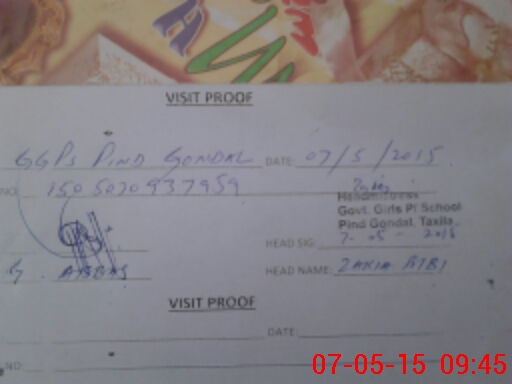 VISIT PROOF
GGPS PIND GONDAL DATE: 07/5/2015
NO. 150 5020937959
Headmistress
Govt. Girls P/ School
Pind Gondal, Taxila.
HEAD SIG: 7-05-2015
G. ABBAS HEAD NAME: ZAKIA BIBI
VISIT PROOF
DATE:
NO:
07-05-15 09:45